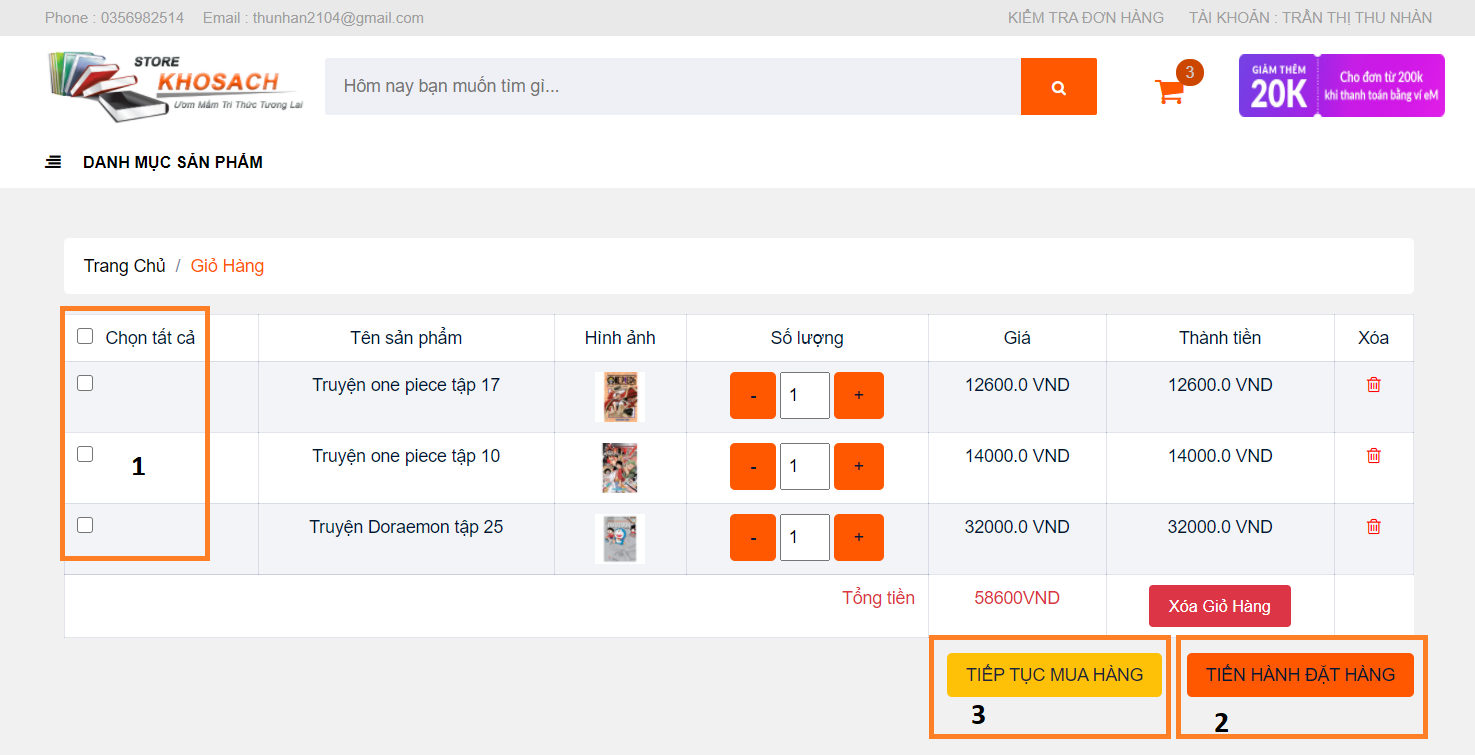 Phone : 0356982514 Email : thunhan2104@gmail.com KIỂM TRA ĐƠN HÀNG TÀI KHOẢN : TRẦN THỊ THU NHÀN
STORE
KHOSACH
Ươm Mầm Tri Thức Tương Lai
Hôm nay bạn muốn tìm gì...
3
GIẢM THÊM
20K
Cho đơn từ 200k
khi thanh toán bằng ví eM
DANH MỤC SẢN PHẨM
Trang Chủ / Giỏ Hàng
Chọn tất cả Tên sản phẩm Hình ảnh Số lượng Giá Thành tiền Xóa
Truyện one piece tập 17 - 1 + 12600.0 VND 12600.0 VND
1 Truyện one piece tập 10 - 1 + 14000.0 VND 14000.0 VND
Truyện Doraemon tập 25 - 1 + 32000.0 VND 32000.0 VND
Tổng tiền 58600VND Xóa Giỏ Hàng
TIẾP TỤC MUA HÀNG TIẾN HÀNH ĐẶT HÀNG
3 2